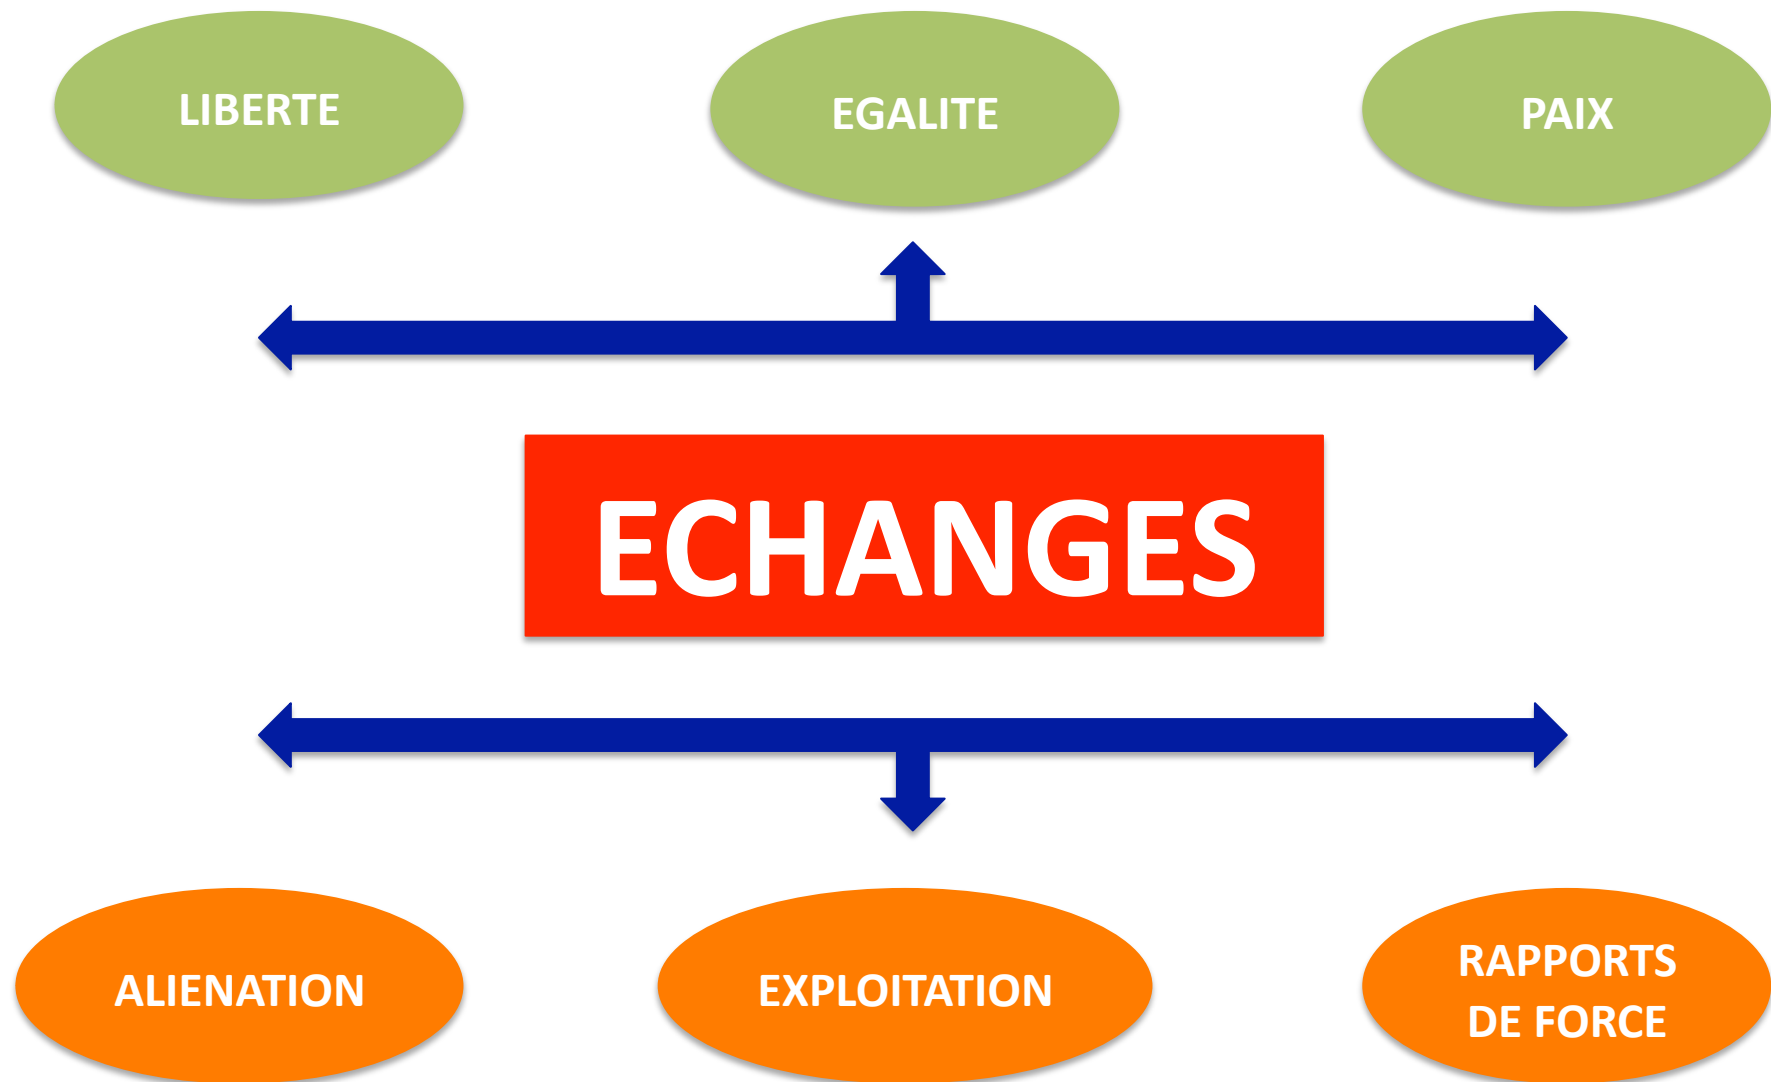 LIBERTE
EGALITE
PAIX
ECHANGES
ALIENATION
EXPLOITATION
RAPPORTS
DE FORCE